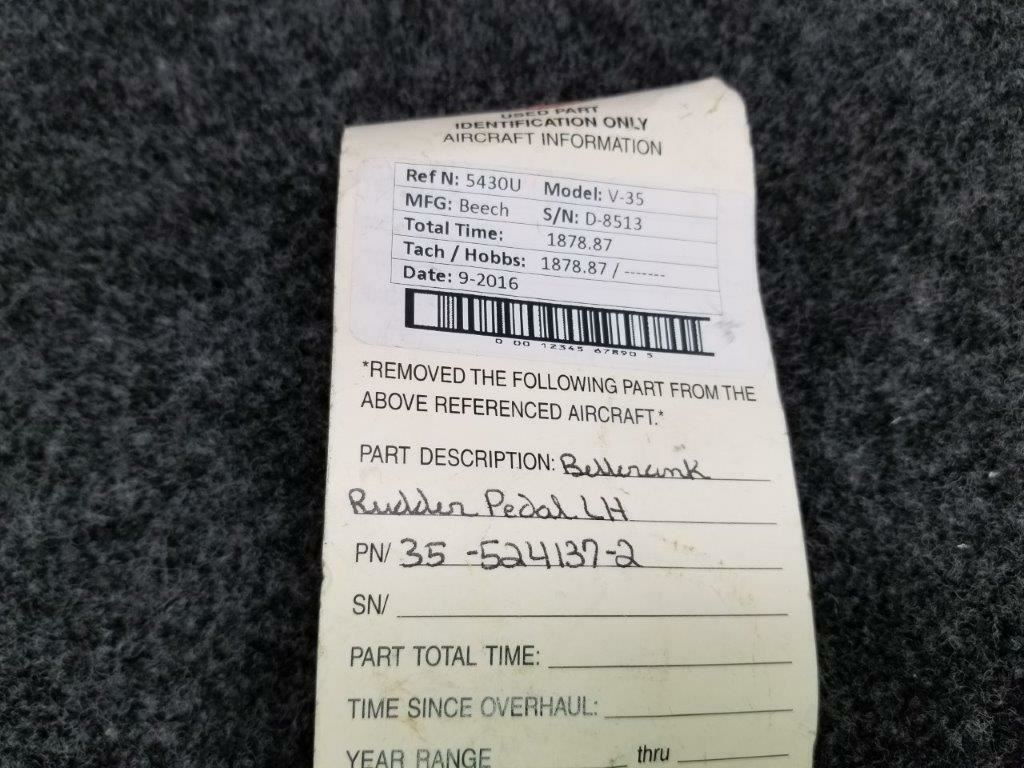 USED PART
IDENTIFICATION ONLY
AIRCRAFT INFORMATION
Ref N: 5430U Model: V-35
MFG: Beech S/N: D-8513
Total Time: 1878.87
Tach / Hobbs: 1878.87 / -------
Date: 9-2016
0 00 12345 67890 5
*REMOVED THE FOLLOWING PART FROM THE
ABOVE REFERENCED AIRCRAFT.*
PART DESCRIPTION: Bellcrank
Rudder Pedal LH
PN/ 35-524137-2
SN/
PART TOTAL TIME:
TIME SINCE OVERHAUL:
YEAR RANGE thru